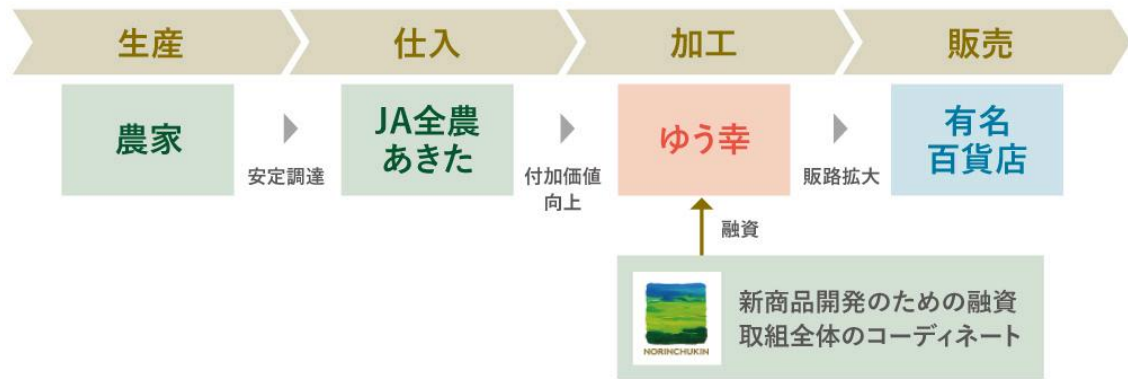 生産
仕入
加工
販売
農家
安定調達
JA全農
あきた
付加価値
向上
ゆう幸
販路拡大
有名
百貨店
融資
NORINCHUKIN
新商品開発のための融資
取組全体のコーディネート